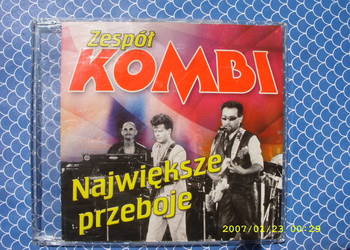 Zespół
KOMBI
Największe
przeboje
2007/01/23 00:29